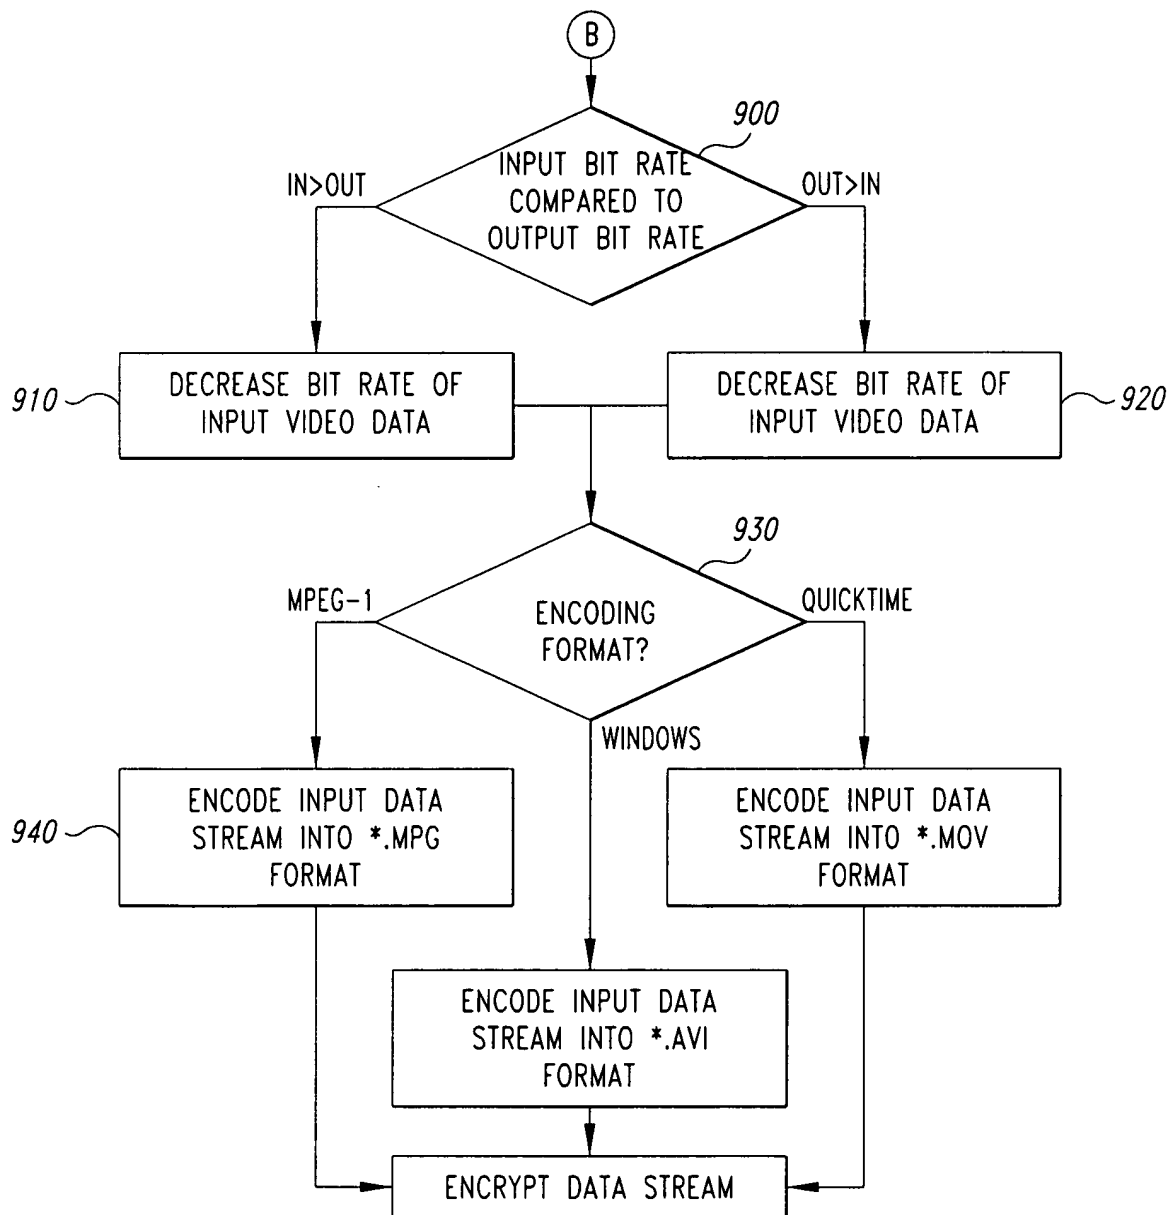 B
900
INPUT BIT RATE
COMPARED TO
OUTPUT BIT RATE
IN>OUT
OUT>IN
910
DECREASE BIT RATE OF
INPUT VIDEO DATA
DECREASE BIT RATE OF
INPUT VIDEO DATA
920
930
MPEG-1
ENCODING
FORMAT?
QUICKTIME
WINDOWS
940
ENCODE INPUT DATA
STREAM INTO *.MPG
FORMAT
ENCODE INPUT DATA
STREAM INTO *.MOV
FORMAT
ENCODE INPUT DATA
STREAM INTO *.AVI
FORMAT
ENCRYPT DATA STREAM